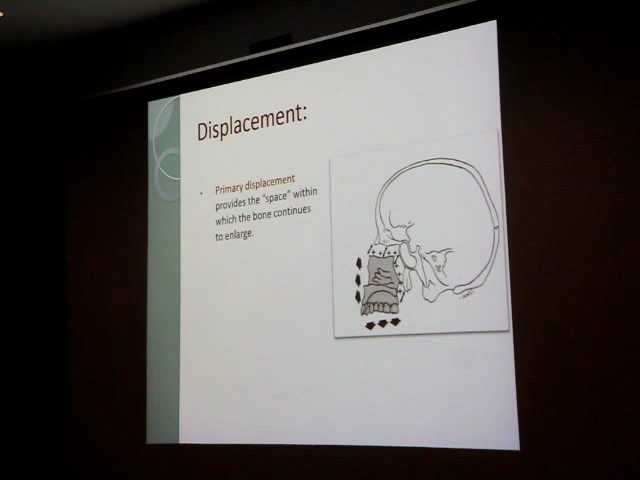 Displacement:
• Primary displacement
provides the "space" within
which the bone continues
to enlarge.